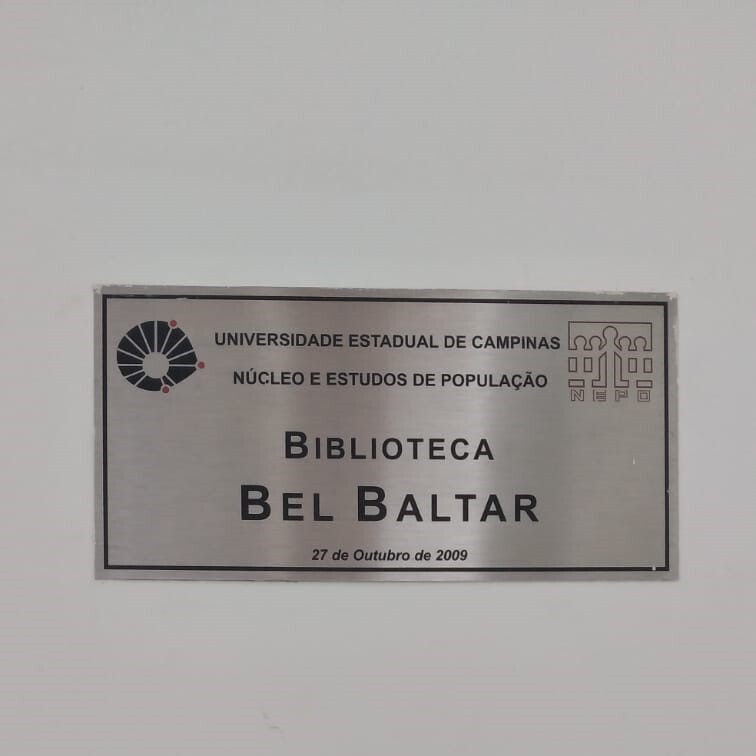 UNIVERSIDADE ESTADUAL DE CAMPINAS
NÚCLEO E ESTUDOS DE POPULAÇÃO
NEPO
BIBLIOTECA
BEL BALTAR
27 de Outubro de 2009